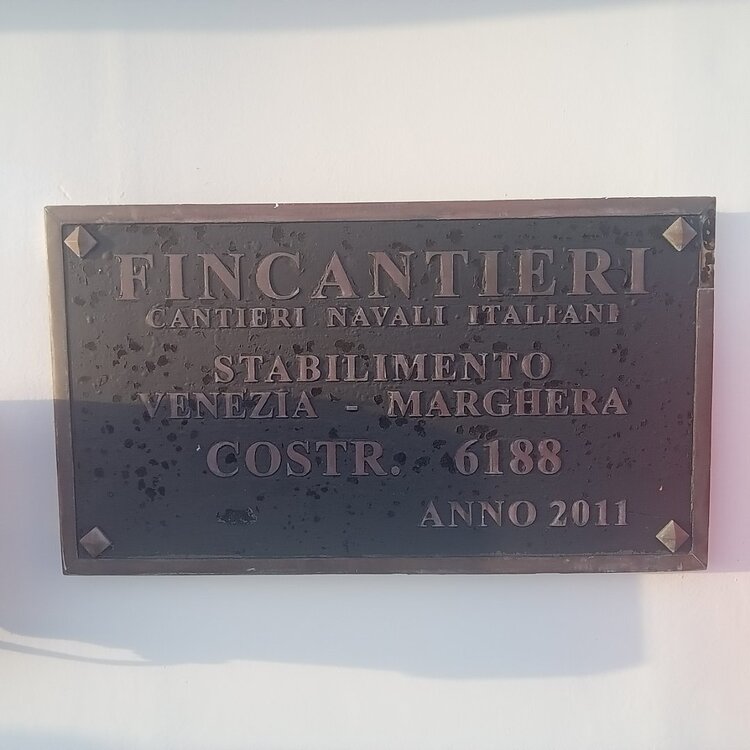 FINCANTIERI
CANTIERI NAVALI ITALIANI
STABILIMENTO
VENEZIA - MARGHERA
COSTR. 6188
ANNO 2011